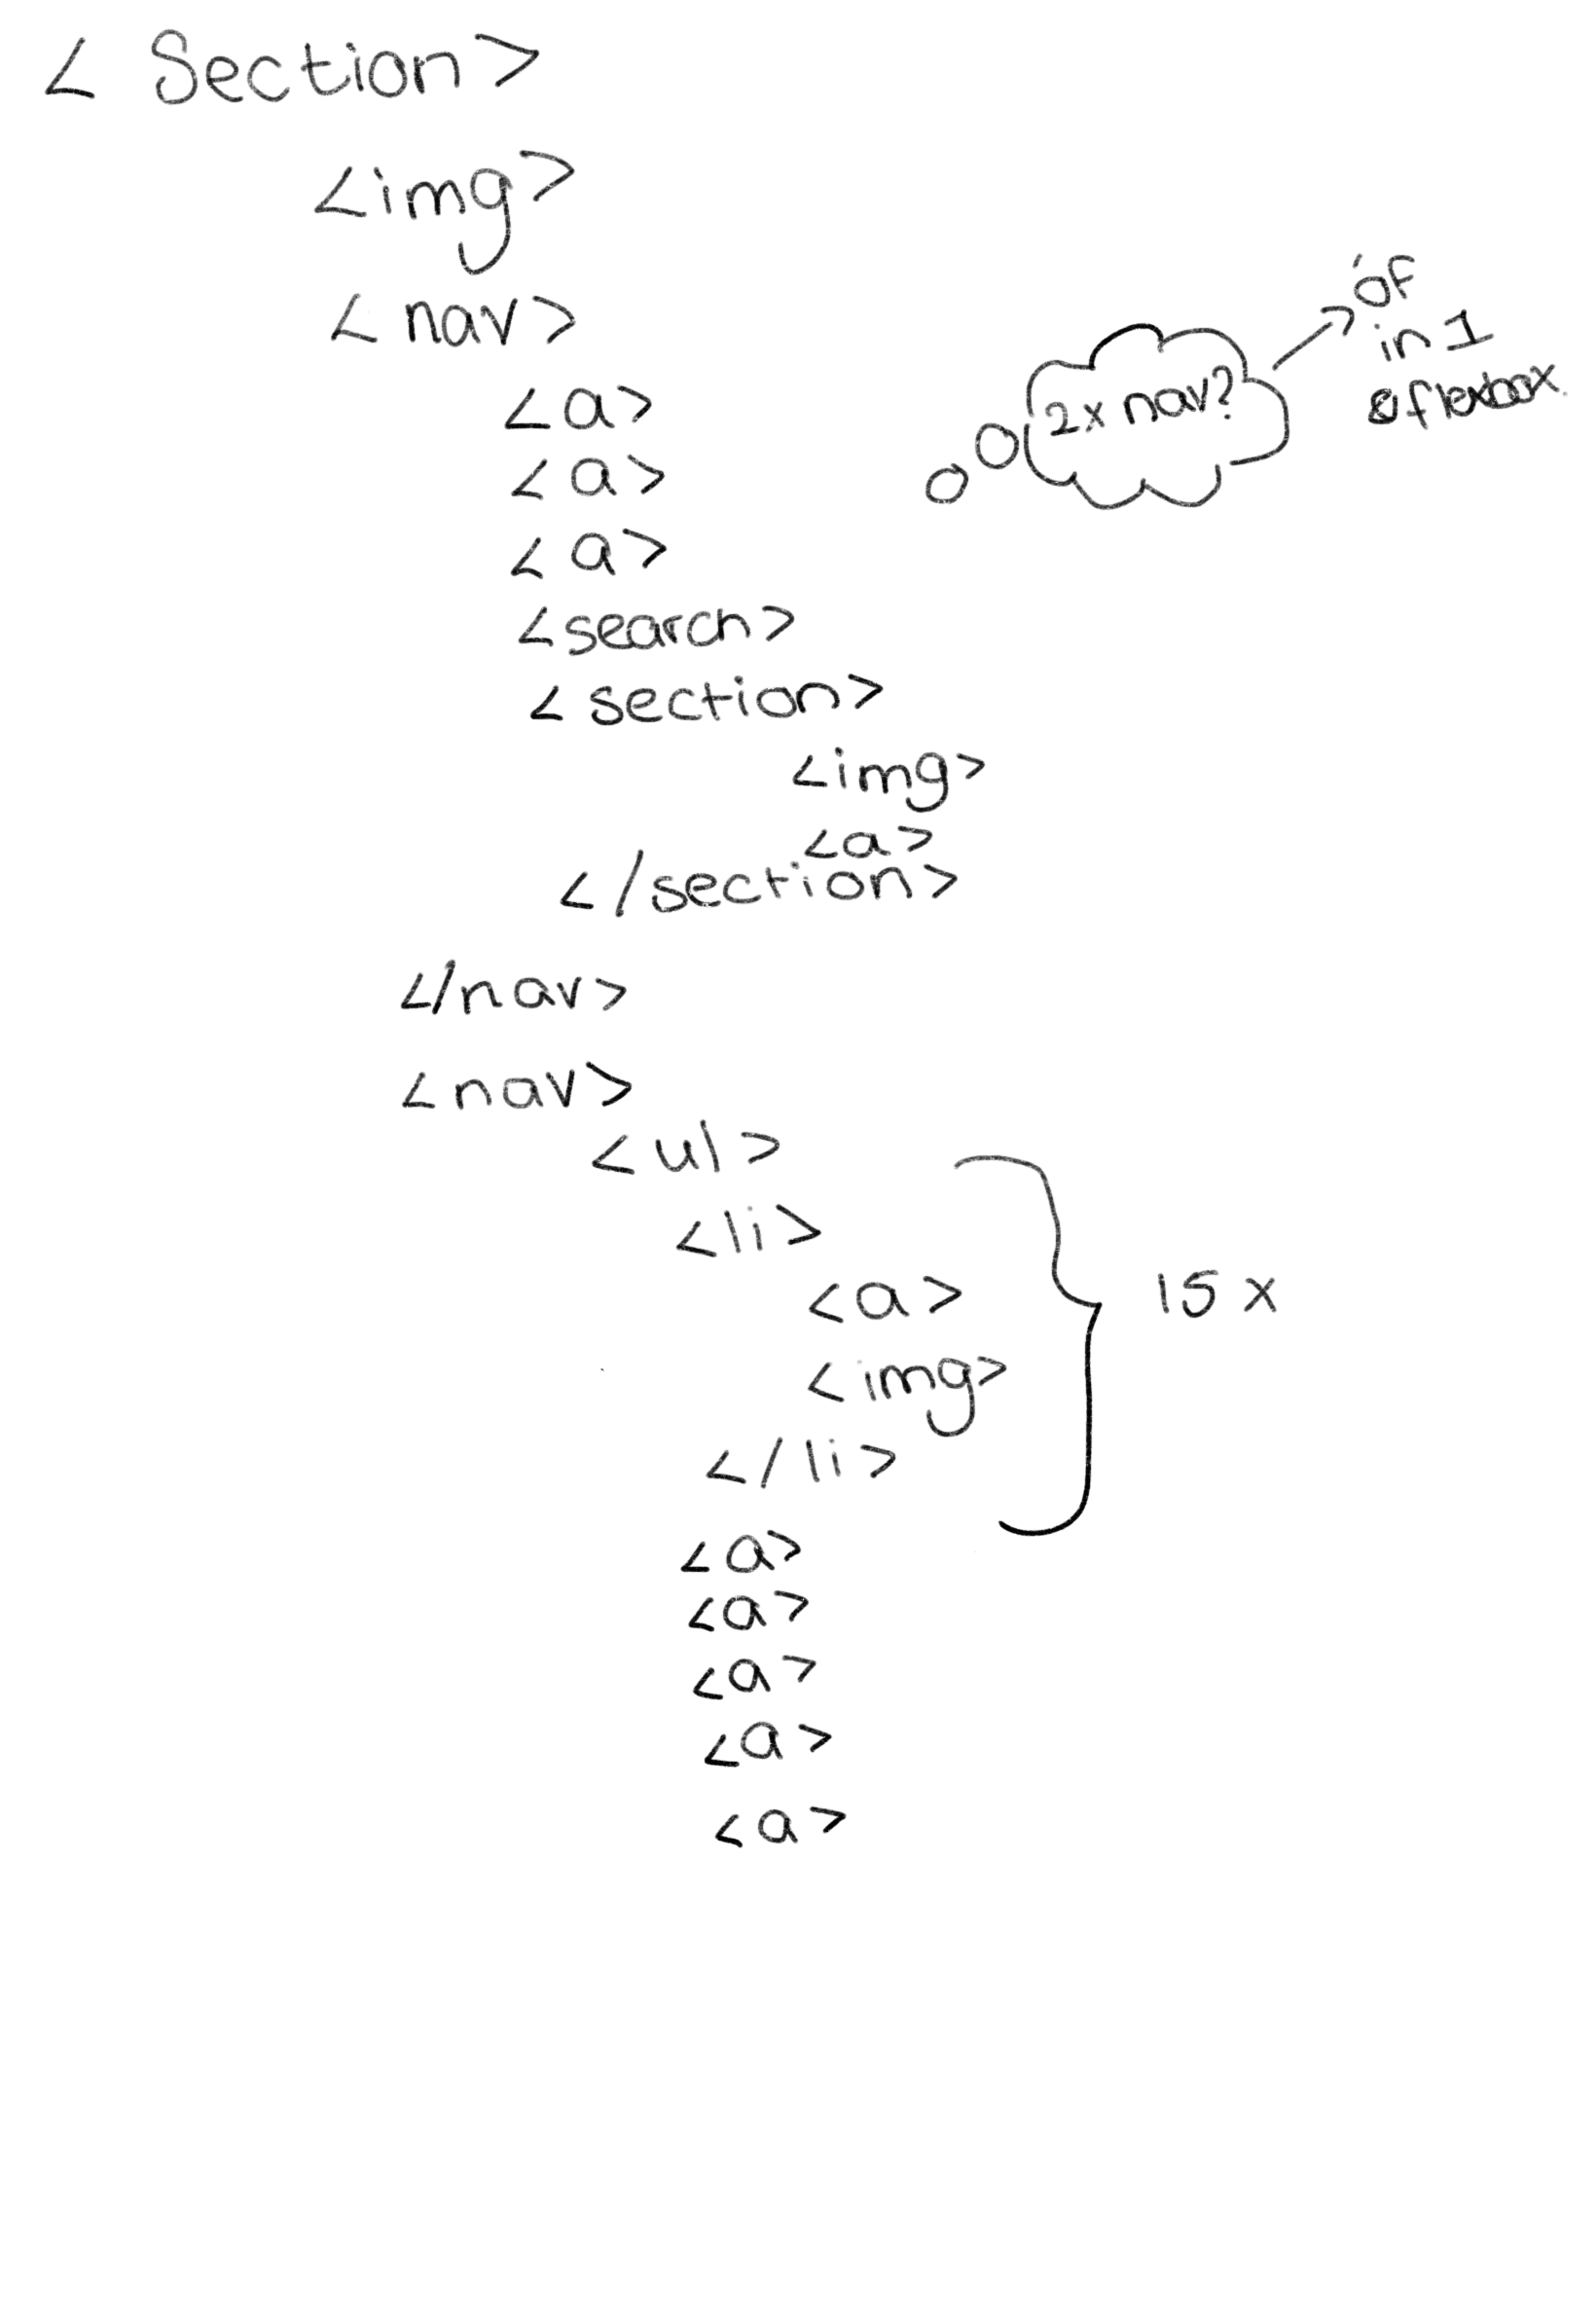 < Section>
<img>
<nav>
<a>
<a>
<a>
<search>
<section>
<img>
<a>
</section>
</nav>
<nav>
<ul>
<li>
<a>
<img>
</li>
<a>
<a>
<a>
<a>
<a>
2x nav?
óf
in 1
flexbox.
15 x